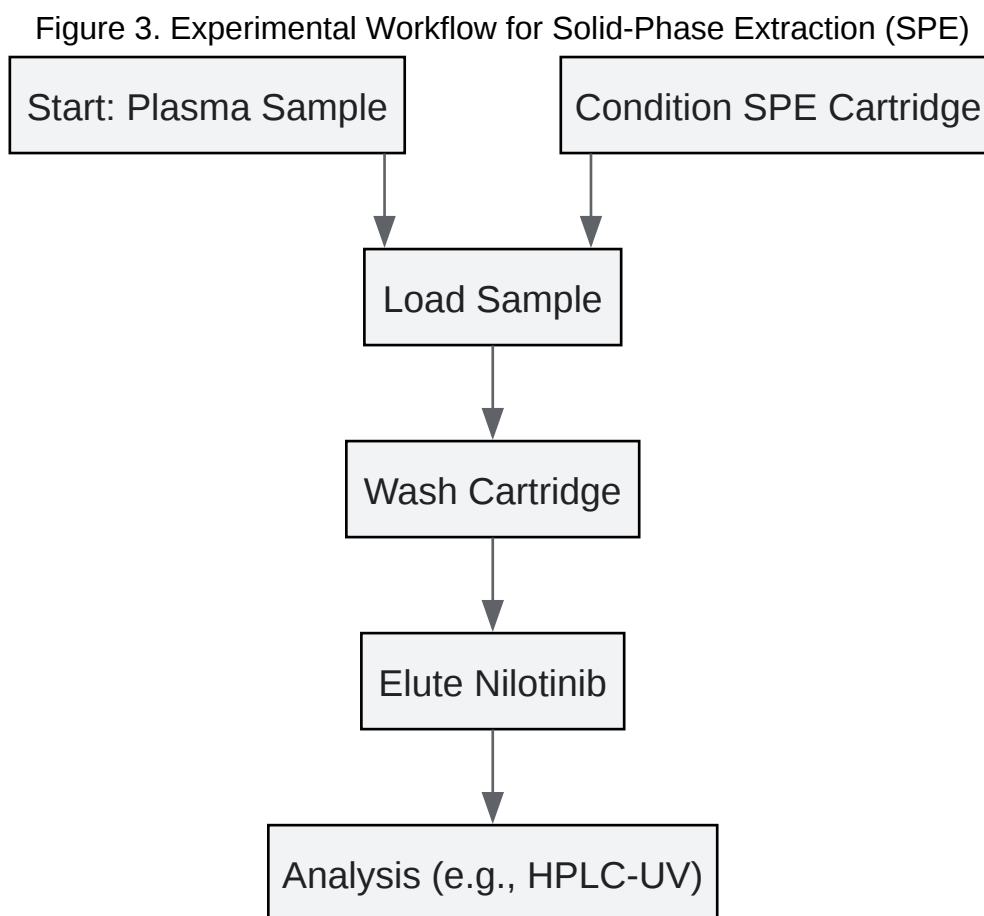 Figure 3. Experimental Workflow for Solid-Phase Extraction (SPE)
Start: Plasma Sample
Condition SPE Cartridge
Load Sample
Wash Cartridge
Elute Nilotinib
Analysis (e.g., HPLC-UV)